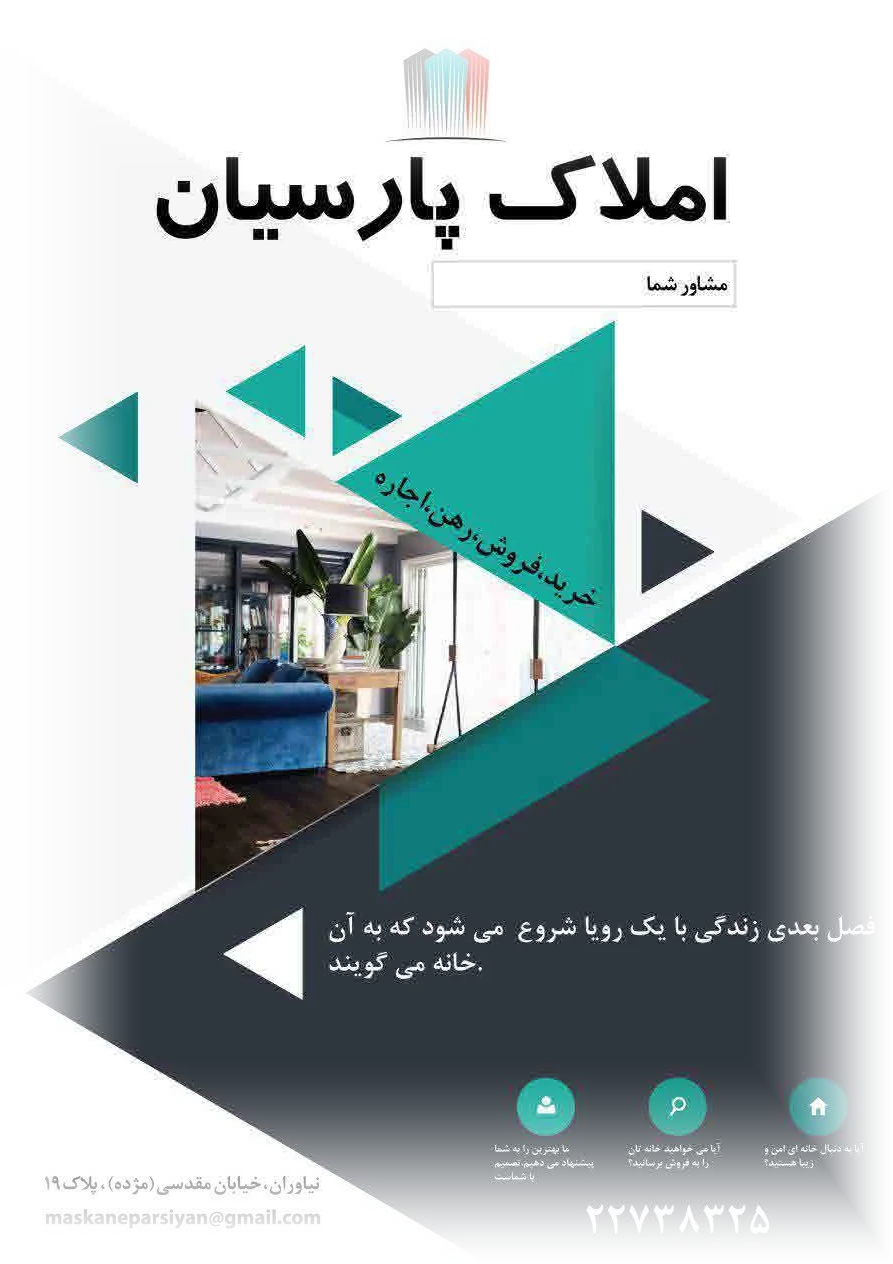 املاک پارسیان
مشاور شما
خرید،فروش،رهن،اجاره
فصل بعدی زندگی با یک رویا شروع می شود که به آن
خانه می گویند.
آیا به دنبال خانه ای امن و
زیبا هستید؟
آیا می خواهید خانه تان
را به فروش برسانید؟
ما بهترین را به شما
پیشنهاد می دهیم.تصمیم
با شماست
نیاوران، خیابان مقدسی (مژده) ، پلاک ۱۹
maskaneparsiyan@gmail.com
۲۲۷۳۸۳۲۵